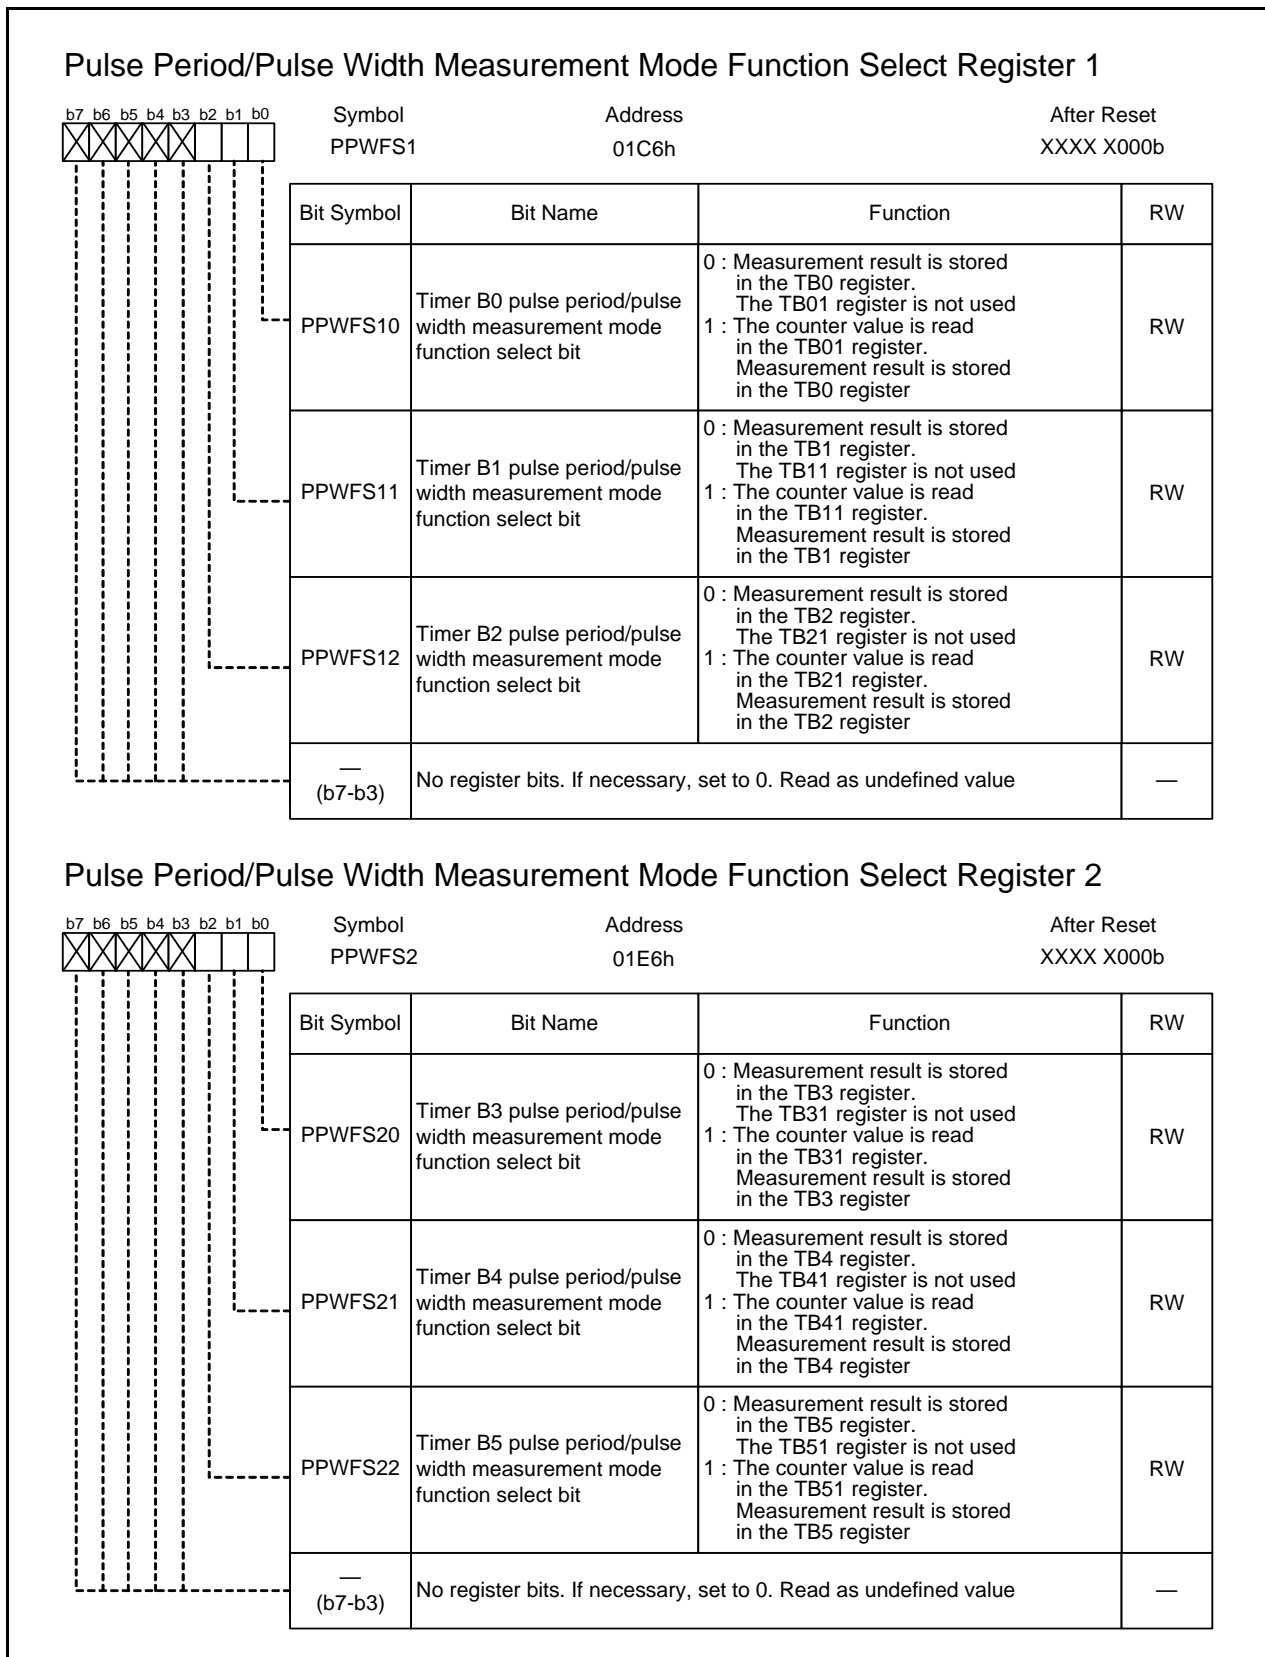 Pulse Period/Pulse Width Measurement Mode Function Select Register 1
b7 b6 b5 b4 b3 b2 b1 b0
Symbol Address After Reset
PPWFS1 01C6h XXXX X000b
Bit Symbol Bit Name Function RW
PPWFS10
Timer B0 pulse period/pulse
width measurement mode
function select bit
0 : Measurement result is stored
in the TB0 register.
The TB01 register is not used
1 : The counter value is read
in the TB01 register.
Measurement result is stored
in the TB0 register
RW
PPWFS11
Timer B1 pulse period/pulse
width measurement mode
function select bit
0 : Measurement result is stored
in the TB1 register.
The TB11 register is not used
1 : The counter value is read
in the TB11 register.
Measurement result is stored
in the TB1 register
RW
PPWFS12
Timer B2 pulse period/pulse
width measurement mode
function select bit
0 : Measurement result is stored
in the TB2 register.
The TB21 register is not used
1 : The counter value is read
in the TB21 register.
Measurement result is stored
in the TB2 register
RW
—
(b7-b3)
No register bits. If necessary, set to 0. Read as undefined value
—
Pulse Period/Pulse Width Measurement Mode Function Select Register 2
b7 b6 b5 b4 b3 b2 b1 b0
Symbol Address After Reset
PPWFS2 01E6h XXXX X000b
Bit Symbol Bit Name Function RW
PPWFS20
Timer B3 pulse period/pulse
width measurement mode
function select bit
0 : Measurement result is stored
in the TB3 register.
The TB31 register is not used
1 : The counter value is read
in the TB31 register.
Measurement result is stored
in the TB3 register
RW
PPWFS21
Timer B4 pulse period/pulse
width measurement mode
function select bit
0 : Measurement result is stored
in the TB4 register.
The TB41 register is not used
1 : The counter value is read
in the TB41 register.
Measurement result is stored
in the TB4 register
RW
PPWFS22
Timer B5 pulse period/pulse
width measurement mode
function select bit
0 : Measurement result is stored
in the TB5 register.
The TB51 register is not used
1 : The counter value is read
in the TB51 register.
Measurement result is stored
in the TB5 register
RW
—
(b7-b3)
No register bits. If necessary, set to 0. Read as undefined value
—